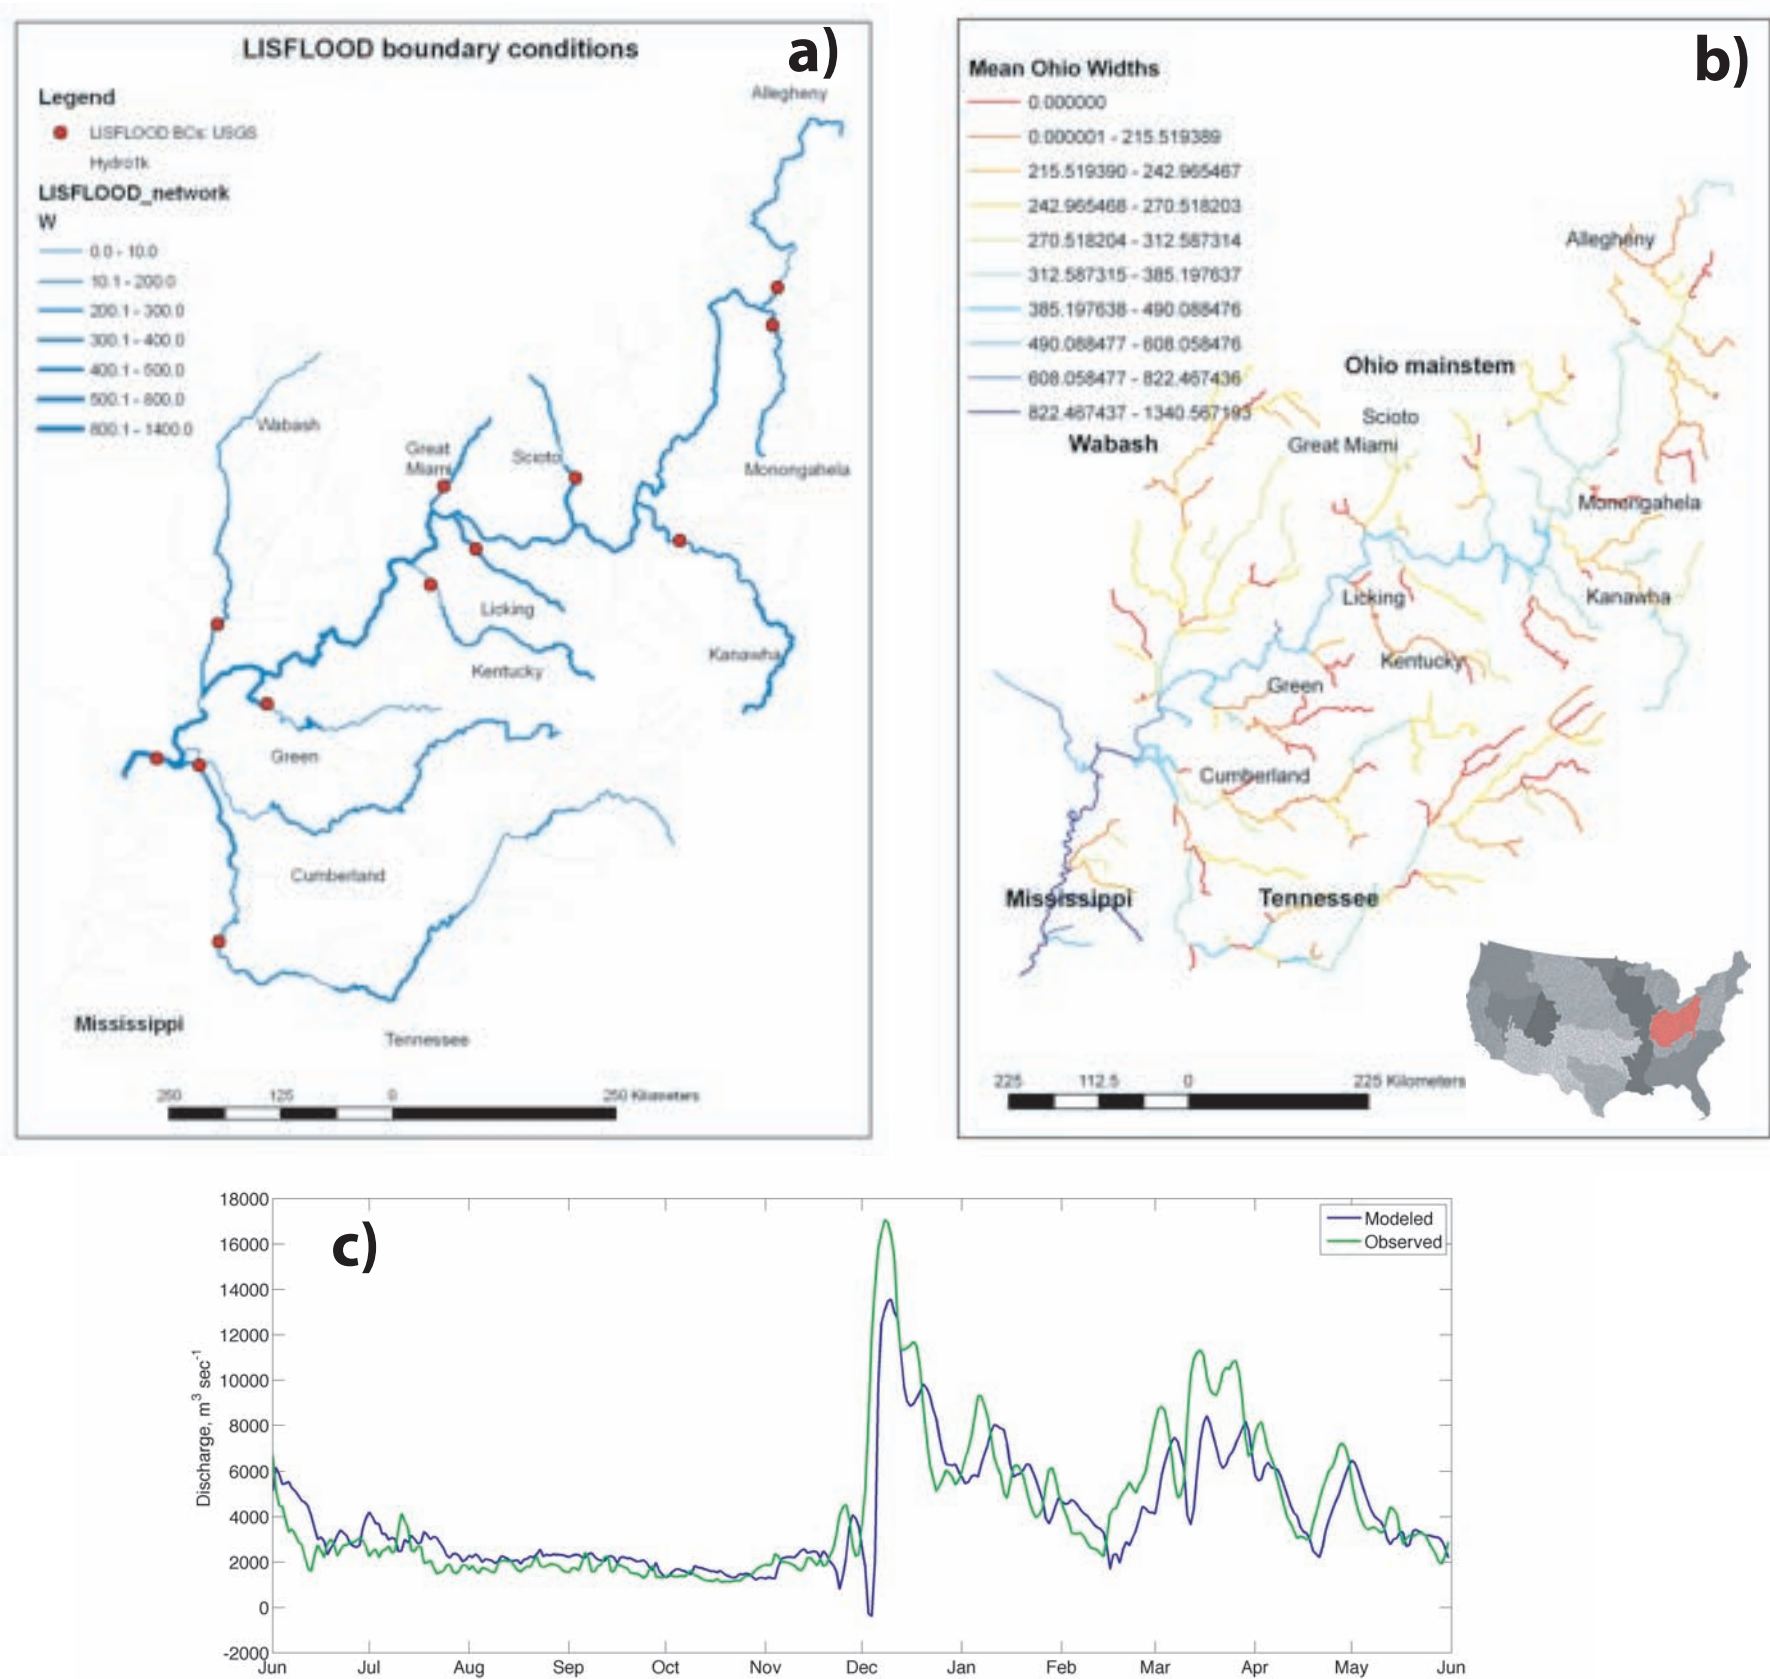 LISFLOOD boundary conditions
a)
Legend
LISFLOOD BCs: USGS
Hydro1k
LISFLOOD_network
W
0.0 - 10.0
10.1 - 200.0
200.1 - 300.0
300.1 - 400.0
400.1 - 500.0
500.1 - 800.0
800.1 - 1400.0
Allegheny
Wabash
Great
Miami
Scioto
Monongahela
Licking
Kentucky
Kanawha
Green
Cumberland
Mississippi
Tennessee
250 125 0 250 Kilometers
b)
Mean Ohio Widths
0.000000
0.000001 - 215.519389
215.519390 - 242.965467
242.965468 - 270.518203
270.518204 - 312.587314
312.587315 - 385.197637
385.197638 - 490.088476
490.088477 - 608.058476
608.058477 - 822.467436
822.467437 - 1340.567193
Allegheny
Ohio mainstem
Scioto
Wabash
Great Miami
Monongahela
Licking
Kanawha
Kentucky
Green
Cumberland
Mississippi
Tennessee
225 112.5 0 225 Kilometers
c)
Modeled
Observed
Discharge, m³ sec⁻¹
18000
16000
14000
12000
10000
8000
6000
4000
2000
0
-2000
Jun Jul Aug Sep Oct Nov Dec Jan Feb Mar Apr May Jun